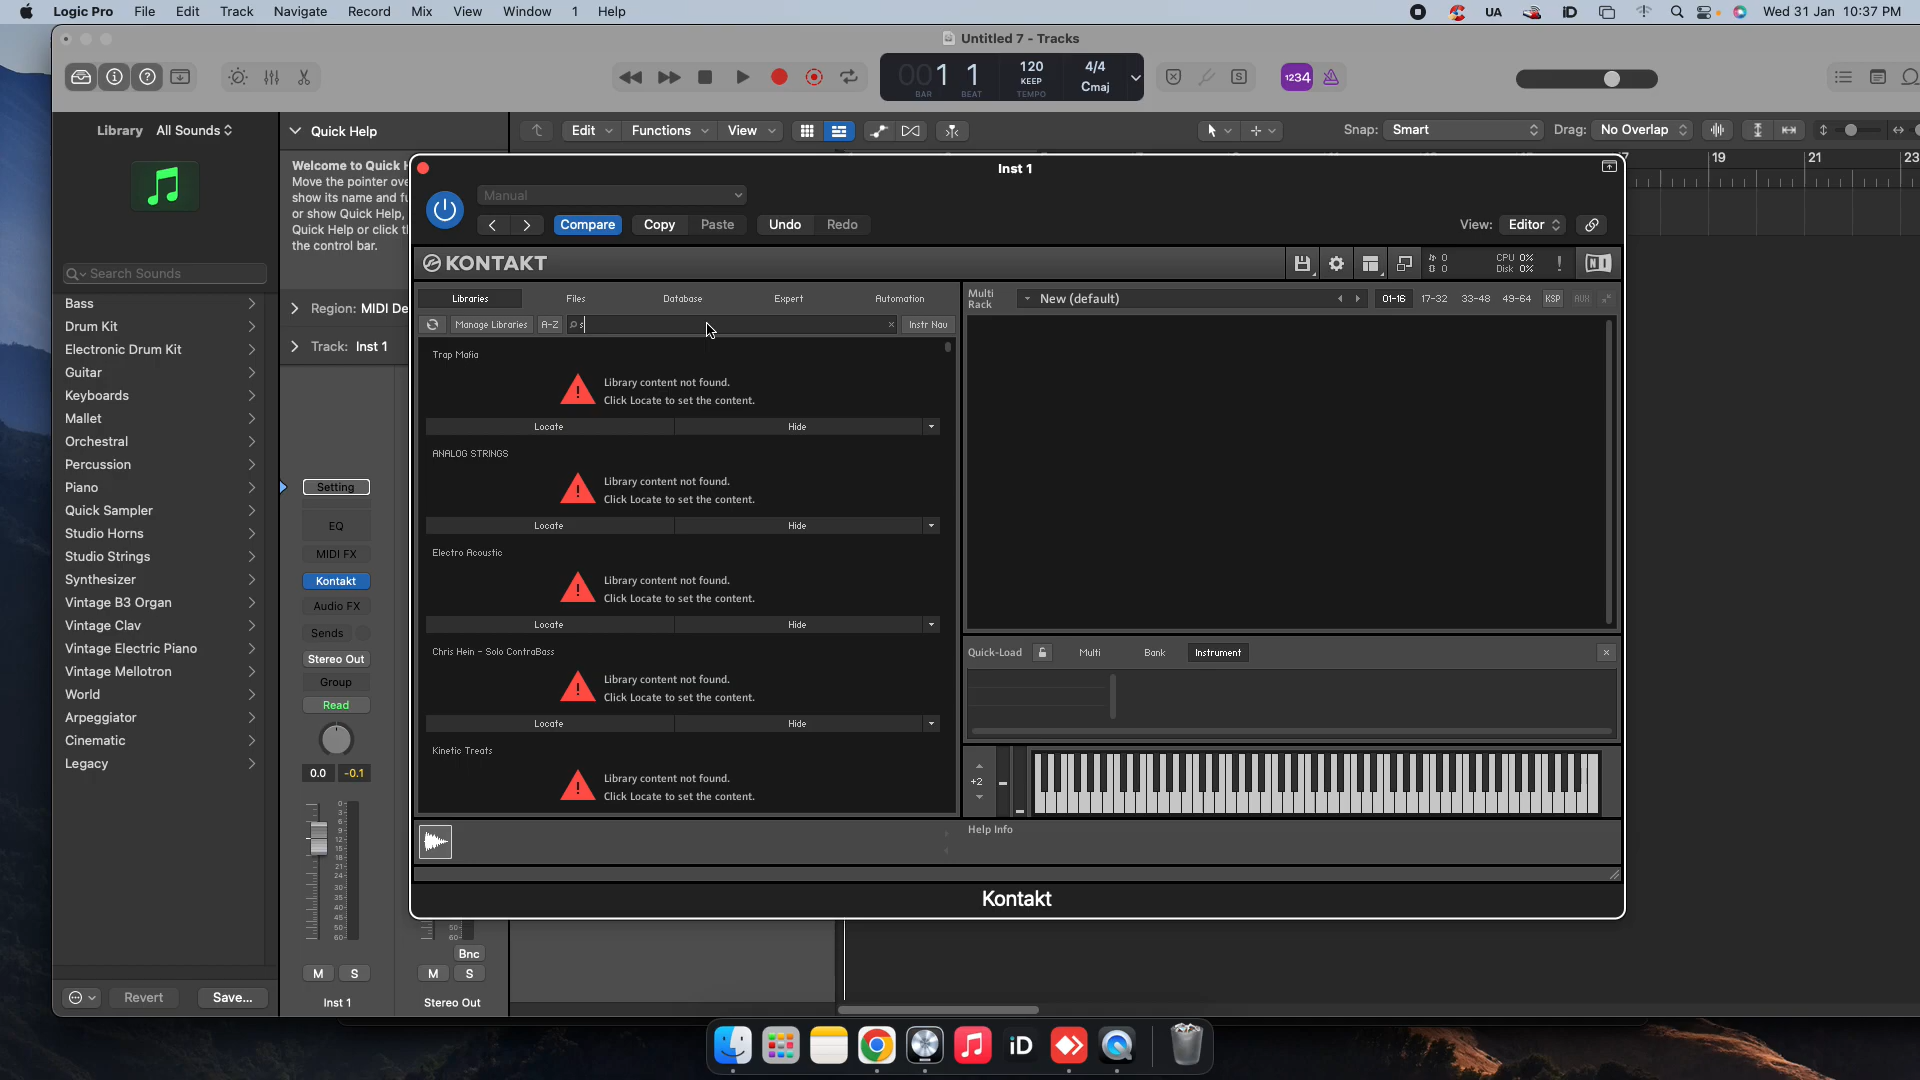 Logic Pro File Edit Track Navigate Record Mix View Window 1 Help
UA iD Wed 31 Jan 10:37 PM
Untitled 7 - Tracks
001 1 120 4/4
KEEP Cmaj
BAR BEAT TEMPO
1234
Library All Sounds
Quick Help
Edit Functions View
Snap: Smart Drag: No Overlap
17 19 21 23
Welcome to Quick H
Move the pointer ove
show its name and fu
or show Quick Help,
Quick Help or click t
the control bar.
Search Sounds
Bass
Drum Kit
Electronic Drum Kit
Guitar
Keyboards
Mallet
Orchestral
Percussion
Piano
Quick Sampler
Studio Horns
Studio Strings
Synthesizer
Vintage B3 Organ
Vintage Clav
Vintage Electric Piano
Vintage Mellotron
World
Arpeggiator
Cinematic
Legacy
Revert Save...
Region: MIDI De
Track: Inst 1
Setting
EQ
MIDI FX
Kontakt
Audio FX
Sends
Stereo Out
Group
Read
0.0 -0.1
Bnc
M S M S
Inst 1 Stereo Out
Inst 1
Manual
Compare Copy Paste Undo Redo
View: Editor
KONTAKT
0
0
CPU 0%
Disk 0%
!
NI
Libraries Files Database Expert Automation
Manage Libraries A-Z s × Instr Nav
Trap Mafia
Library content not found.
Click Locate to set the content.
Locate Hide
ANALOG STRINGS
Library content not found.
Click Locate to set the content.
Locate Hide
Electro Acoustic
Library content not found.
Click Locate to set the content.
Locate Hide
Chris Hein - Solo ContraBass
Library content not found.
Click Locate to set the content.
Locate Hide
Kinetic Treats
Library content not found.
Click Locate to set the content.
Multi
Rack
New (default) 01-16 17-32 33-48 49-64 KSP AUX
Quick-Load Multi Bank Instrument ×
+2
Help Info
Kontakt
iD